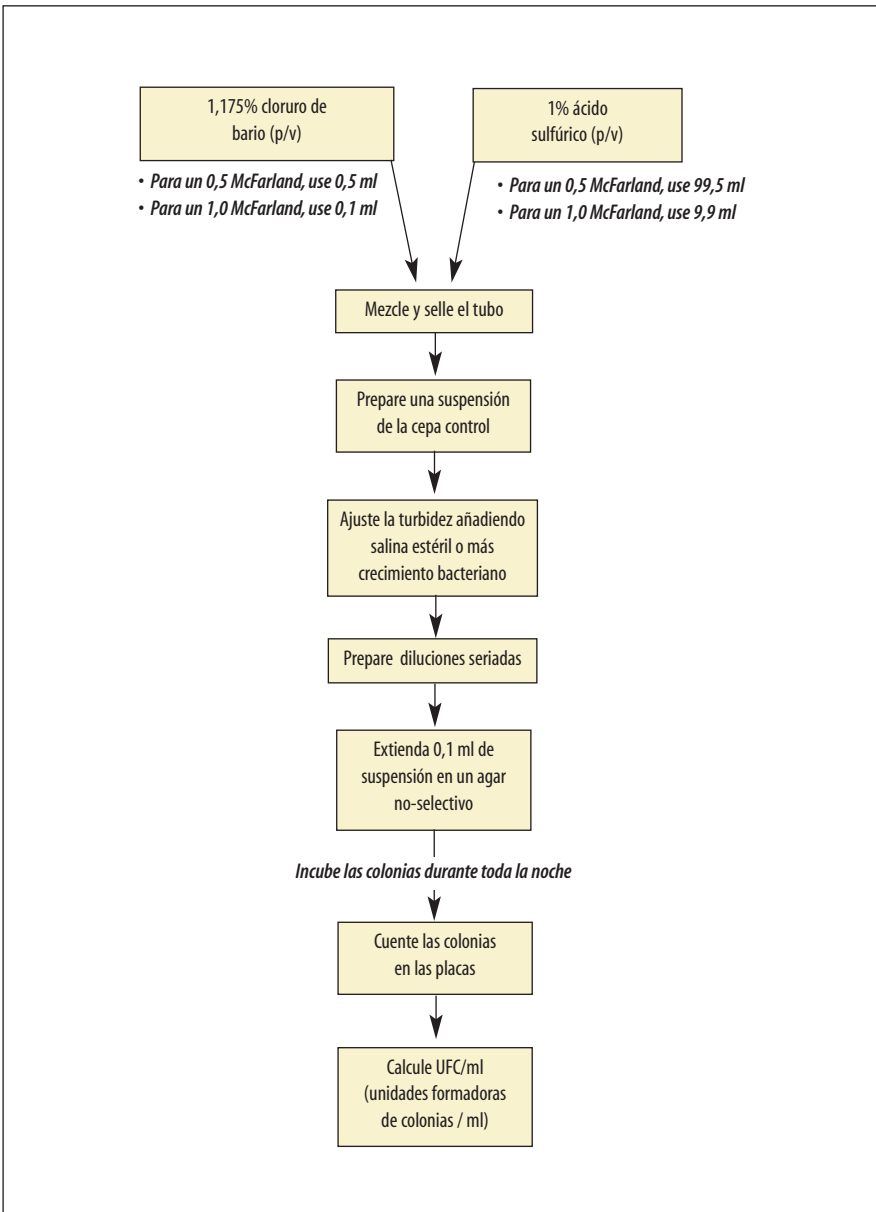 1,175% cloruro de
bario (p/v)
• Para un 0,5 McFarland, use 0,5 ml
• Para un 1,0 McFarland, use 0,1 ml
1% ácido
sulfúrico (p/v)
• Para un 0,5 McFarland, use 99,5 ml
• Para un 1,0 McFarland, use 9,9 ml
Mezcle y selle el tubo
Prepare una suspensión
de la cepa control
Ajuste la turbidez añadiendo
salina estéril o más
crecimiento bacteriano
Prepare diluciones seriadas
Extienda 0,1 ml de
suspensión en un agar
no-selectivo
Incube las colonias durante toda la noche
Cuente las colonias
en las placas
Calcule UFC/ml
(unidades formadoras
de colonias / ml)